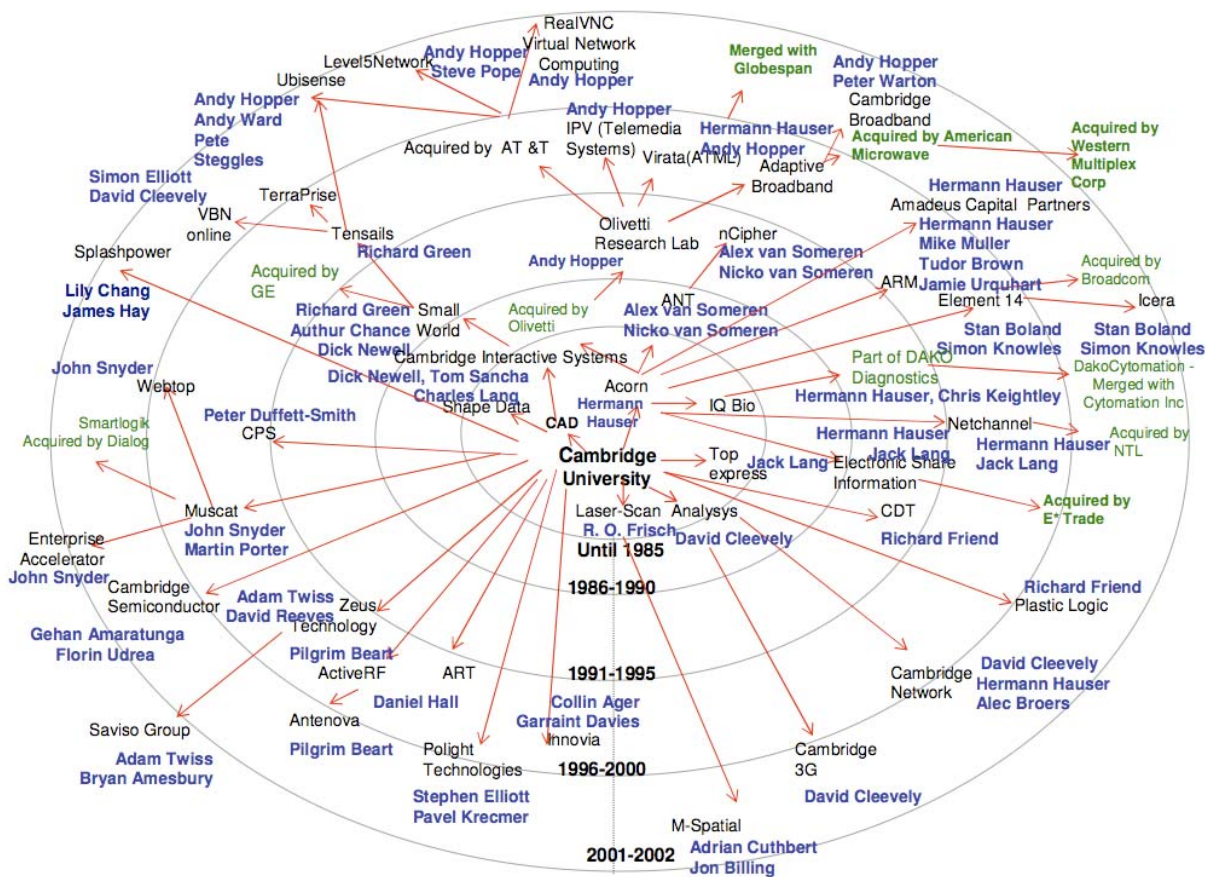 RealVNC
Virtual Network
Computing
Andy Hopper
Level5Network
Andy Hopper
Steve Pope
Ubisense
Andy Hopper
Andy Ward
Pete
Steggles
Merged with
Globespan
Andy Hopper
Peter Warton
Cambridge
Broadband
Andy Hopper
IPV (Telemedia
Systems)
Hermann Hauser
Andy Hopper
Virata(ATML)
Acquired by AT &T
Adaptive
Broadband
Acquired by American
Microwave
Acquired by
Western
Multiplex
Corp
Simon Elliott
David Cleevely
VBN
online
TerraPrise
Tensails
Richard Green
Olivetti
Research Lab
Andy Hopper
nCipher
Alex van Someren
Nicko van Someren
Hermann Hauser
Amadeus Capital Partners
Hermann Hauser
Mike Muller
Tudor Brown
Jamie Urquhart
ARM
Splashpower
Lily Chang
James Hay
Acquired by
GE
Richard Green
Authur Chance
Dick Newell
Small
World
Acquired by
Olivetti
ANT
Alex van Someren
Nicko van Someren
Element 14
Stan Boland
Simon Knowles
Acquired by
Broadcom
Icera
Stan Boland
Simon Knowles
Cambridge Interactive Systems
Dick Newell, Tom Sancha
Charles Lang
Shape Data
CAD
Acorn
Hermann
Hauser
IQ Bio
Part of DAKO
Diagnostics
Hermann Hauser, Chris Keightley
DakoCytomation -
Merged with
Cytomation Inc
John Snyder
Webtop
Smartlogik
Acquired by Dialog
Peter Duffett-Smith
CPS
Netchannel
Hermann Hauser
Jack Lang
Hermann Hauser
Jack Lang
Acquired by
NTL
Cambridge
University
Top
express
Jack Lang
Electronic Share
Information
Acquired by
E* Trade
Muscat
John Snyder
Martin Porter
Enterprise
Accelerator
John Snyder
Laser-Scan
R. O. Frisch
Analysys
David Cleevely
CDT
Richard Friend
Until 1985
1986-1990
Cambridge
Semiconductor
Gehan Amaratunga
Florin Udrea
Adam Twiss
David Reeves
Zeus
Technology
Richard Friend
Plastic Logic
Pilgrim Beart
ActiveRF
ART
Daniel Hall
1991-1995
Cambridge
Network
David Cleevely
Hermann Hauser
Alec Broers
Saviso Group
Adam Twiss
Bryan Amesbury
Antenova
Pilgrim Beart
Collin Ager
Garraint Davies
Innovia
Polight
Technologies
Stephen Elliott
Pavel Krecmer
1996-2000
Cambridge
3G
David Cleevely
M-Spatial
Adrian Cuthbert
Jon Billing
2001-2002